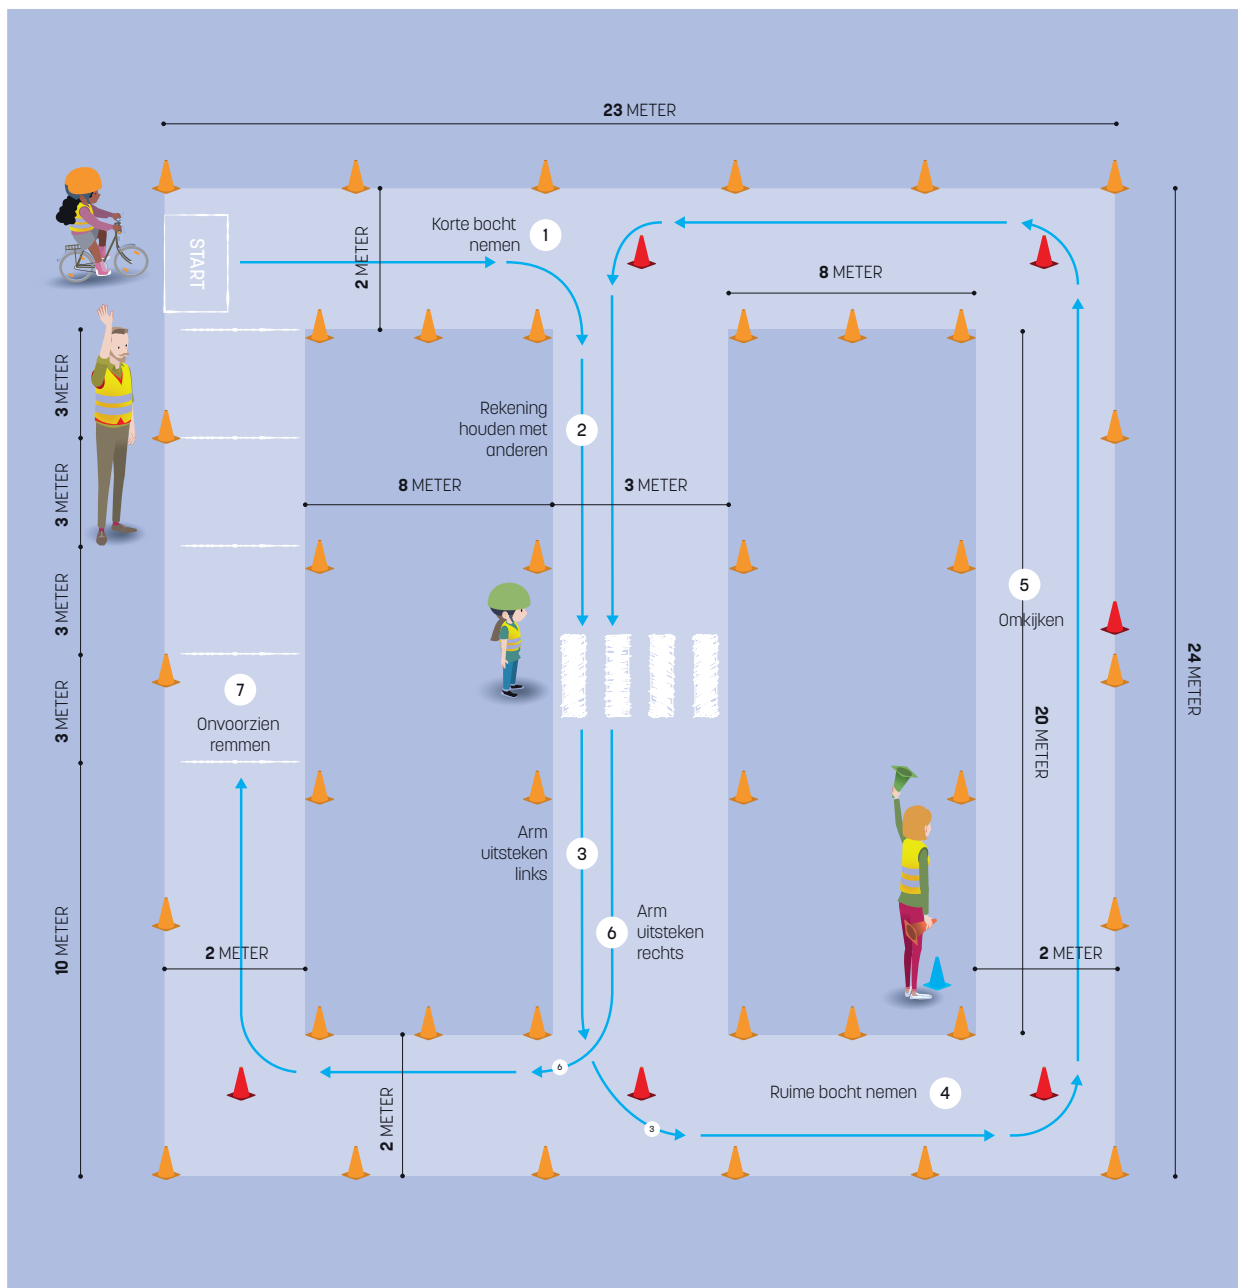 23 METER
START
Korte bocht
nemen
1
2 METER
8 METER
3 METER
3 METER
3 METER
3 METER
10 METER
Rekening
houden met
anderen
2
8 METER
3 METER
5
Omkijken
24 METER
20 METER
7
Onvoorzien
remmen
Arm
uitsteken
links
3
6
Arm
uitsteken
rechts
2 METER
2 METER
6
2 METER
Ruime bocht nemen
4
3